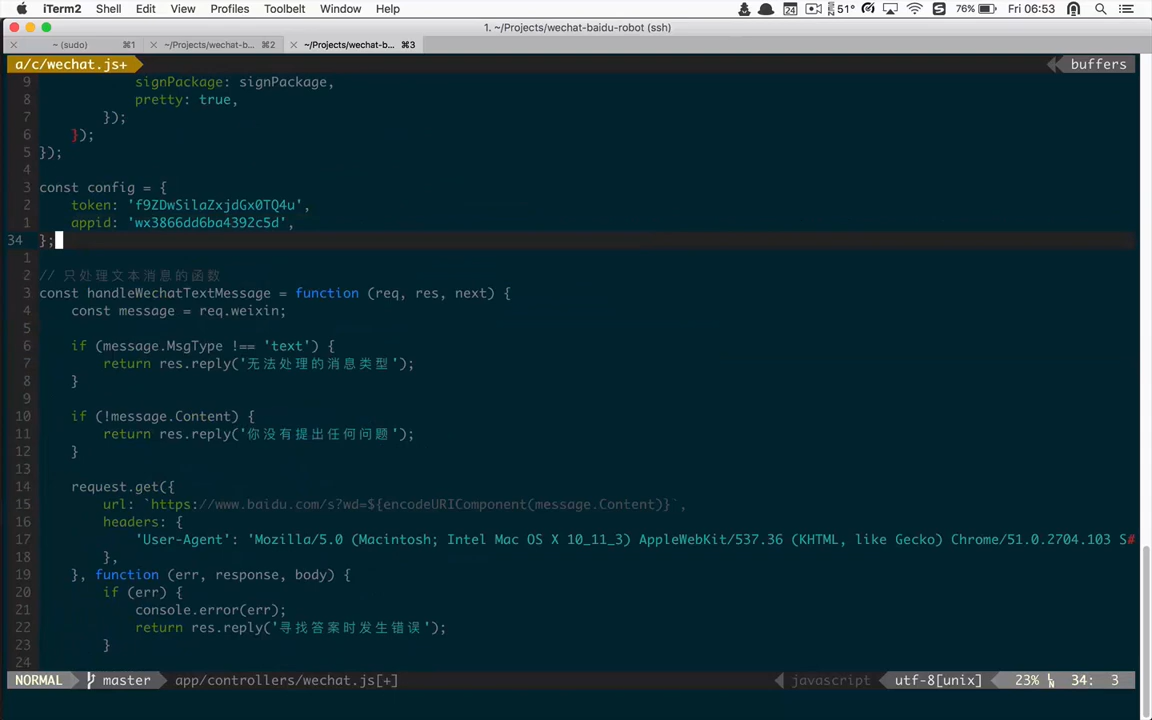 iTerm2 Shell Edit View Profiles Toolbelt Window Help 24 51° 76% Fri 06:53
1. ~/Projects/wechat-baidu-robot (ssh)
~ (sudo) ⌘1 ~/Projects/wechat-b... ⌘2 ~/Projects/wechat-b... ⌘3
a/c/wechat.js+ buffers
9 signPackage: signPackage,
8 pretty: true,
7 });
6 });
5 });
4
3 const config = {
2 token: 'f9ZDwSilaZxjdGx0TQ4u',
1 appid: 'wx3866dd6ba4392c5d',
34 };
1
2 // 只处理文本消息的函数
3 const handleWechatTextMessage = function (req, res, next) {
4 const message = req.weixin;
5
6 if (message.MsgType !== 'text') {
7 return res.reply('无法处理的消息类型');
8 }
9
10 if (!message.Content) {
11 return res.reply('你没有提出任何问题');
12 }
13
14 request.get({
15 url: `https://www.baidu.com/s?wd=${encodeURIComponent(message.Content)}`,
16 headers: {
17 'User-Agent': 'Mozilla/5.0 (Macintosh; Intel Mac OS X 10_11_3) AppleWebKit/537.36 (KHTML, like Gecko) Chrome/51.0.2704.103 S#
18 },
19 }, function (err, response, body) {
20 if (err) {
21 console.error(err);
22 return res.reply('寻找答案时发生错误');
23 }
24
NORMAL master app/controllers/wechat.js[+] javascript utf-8[unix] 23% 34: 3